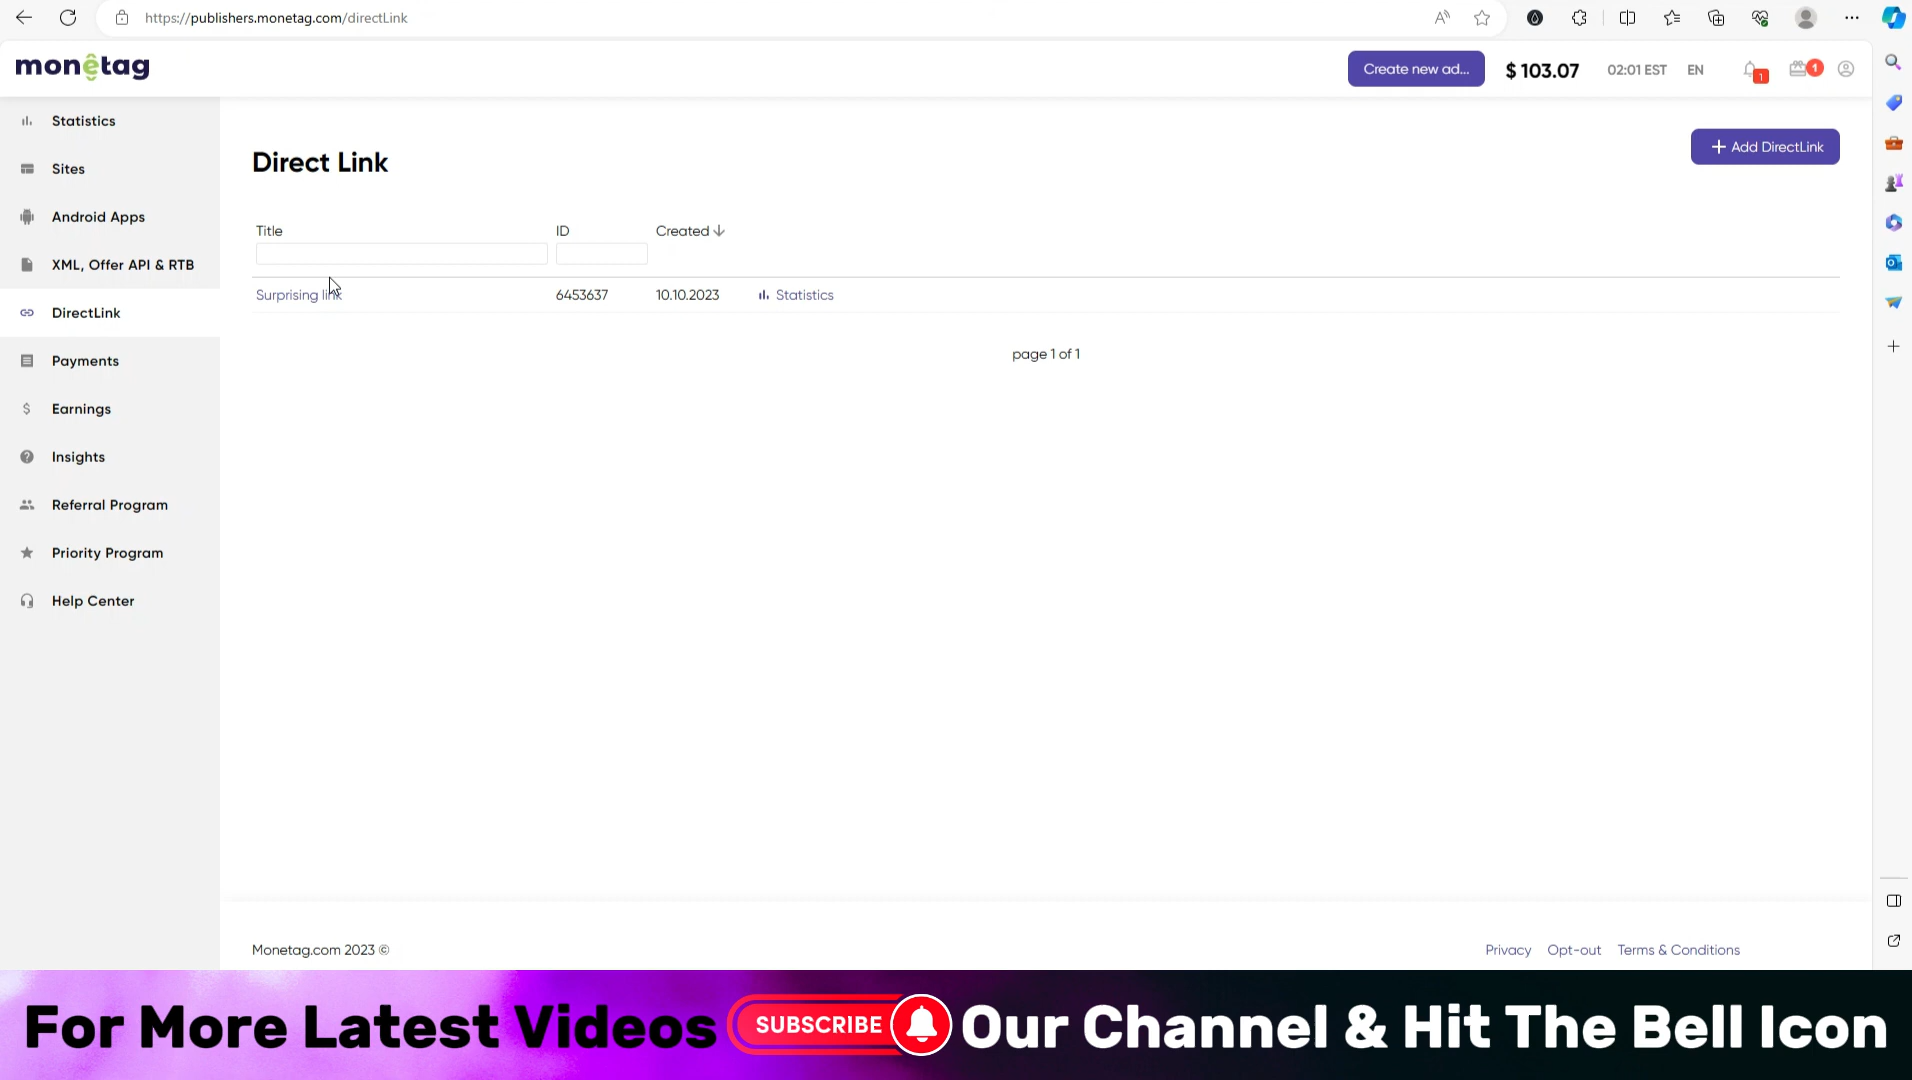 https://publishers.monetag.com/directLink
monetag
Create new ad...
$ 103.07
02:01 EST
EN
1
1
Statistics
Sites
Android Apps
XML, Offer API & RTB
DirectLink
Payments
Earnings
Insights
Referral Program
Priority Program
Help Center
Direct Link
+ Add DirectLink
Title ID Created ↓
Surprising link 6453637 10.10.2023 Statistics
page 1 of 1
Monetag.com 2023 ©
Privacy Opt-out Terms & Conditions
For More Latest Videos SUBSCRIBE Our Channel & Hit The Bell Icon